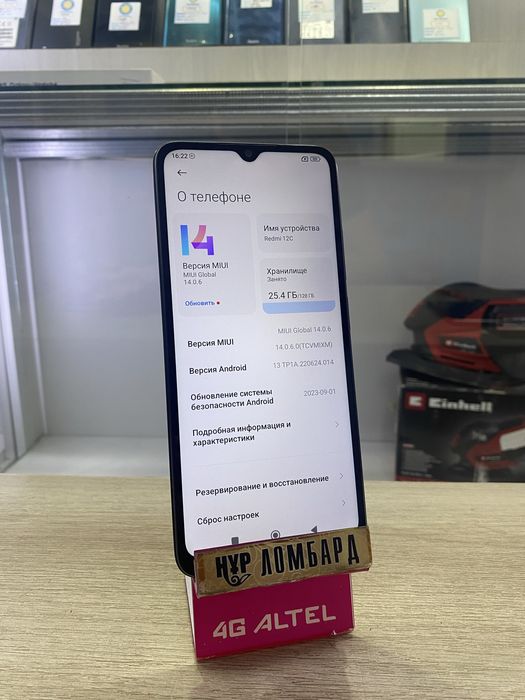 16:22
О телефоне
14
Версия MIUI
MIUI Global
14.0.6
Обновить
Имя устройства
Redmi 12C
Хранилище
Занято
25.4 ГБ/128 ГБ
Версия MIUI
MIUI Global 14.0.6
14.0.6.0(TCVMIXM)
Версия Android
13 TP1A.220624.014
Обновление системы
безопасности Android
2023-09-01
Подробная информация и
характеристики
Резервирование и восстановление
Сброс настроек
НҰР ЛОМБАРД
4G ALTEL
Einhell